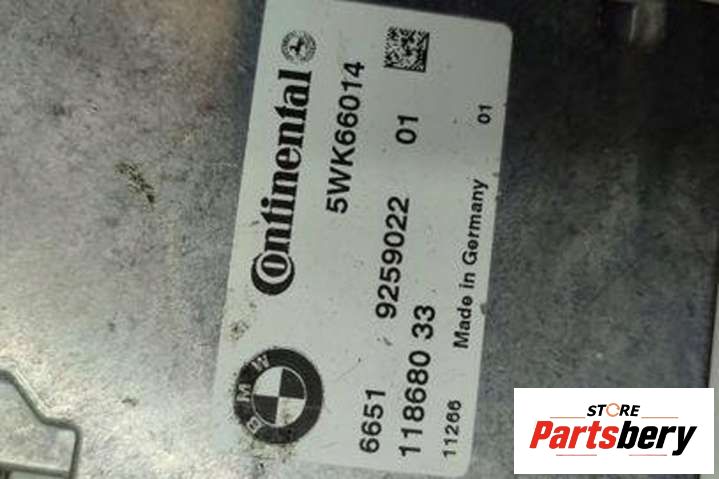 Continental
5WK66014
6651 9259022 01
118680 33
11266 Made in Germany 01
BMW
STORE
Partsbery